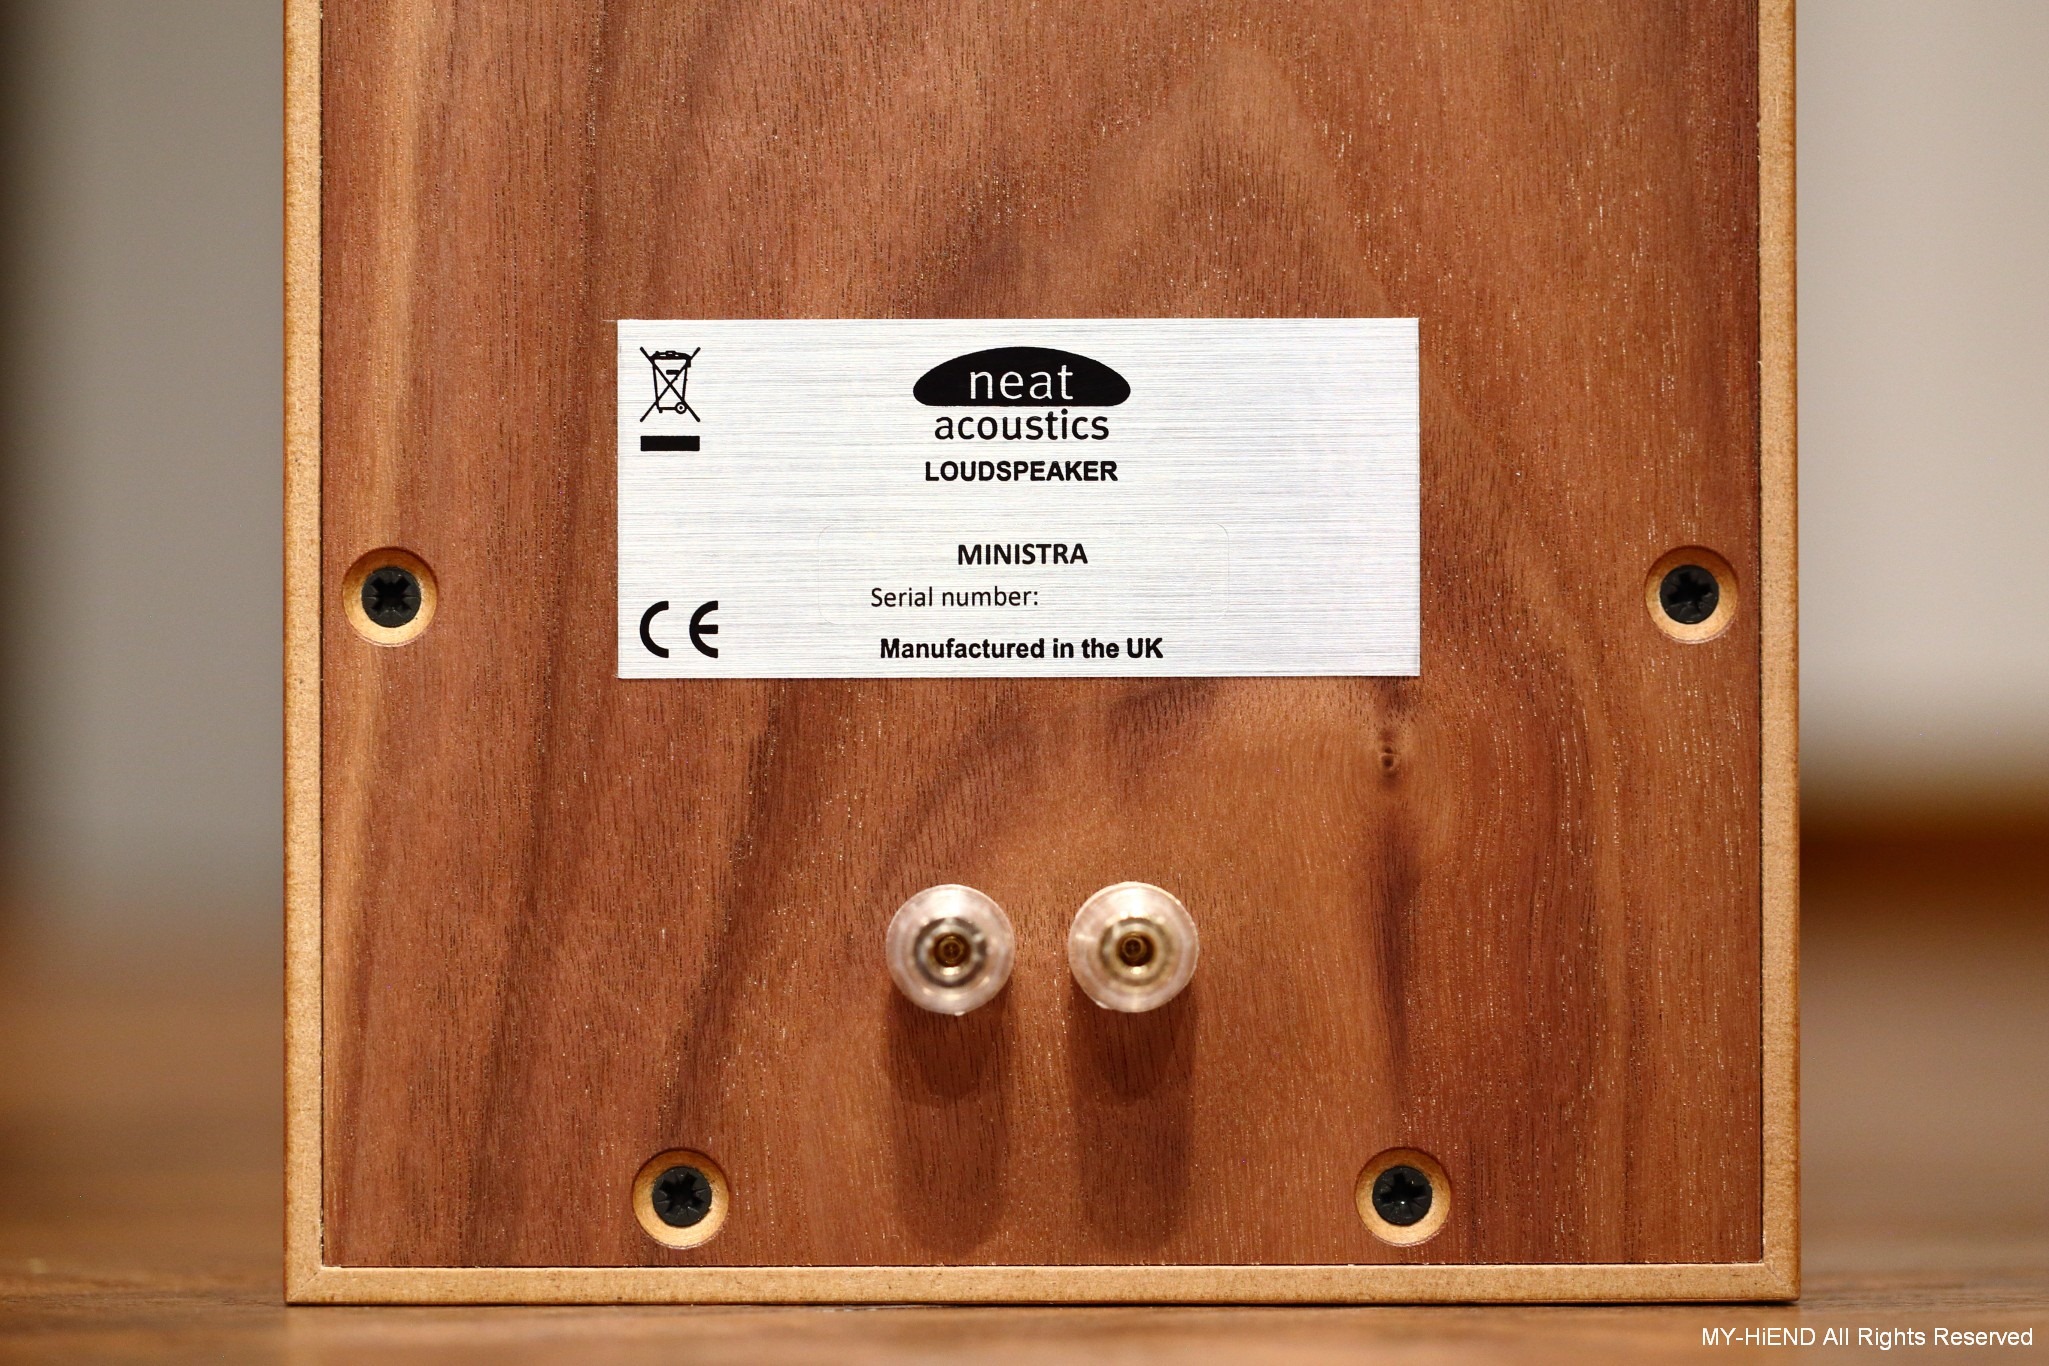 neat
acoustics
LOUDSPEAKER
MINISTRA
Serial number:
CE
Manufactured in the UK
MY-HiEND All Rights Reserved